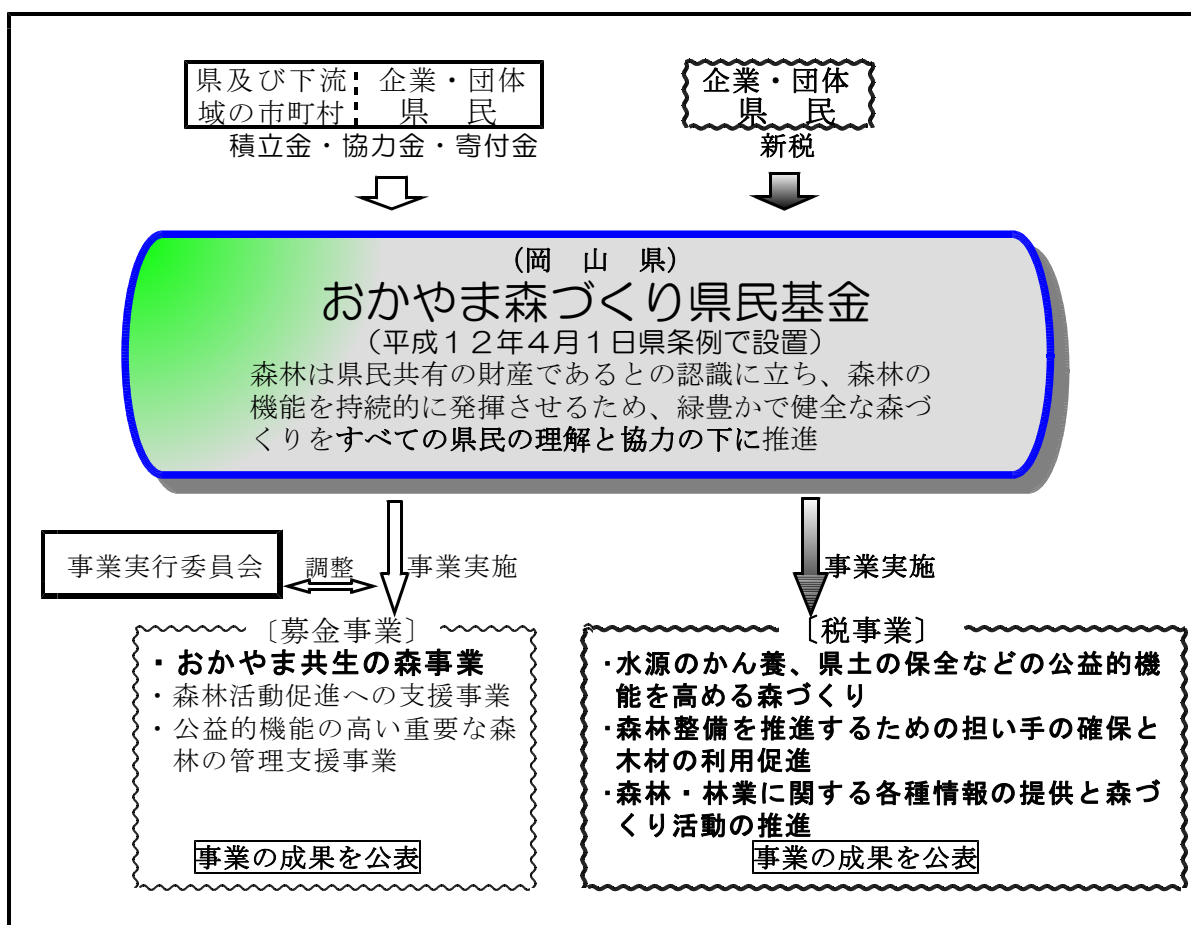 県及び下流
域の市町村
企業・団体
県　民
積立金・協力金・寄付金
企業・団体
県　民
新税
（岡　山　県）
おかやま森づくり県民基金
（平成１２年４月１日県条例で設置）
森林は県民共有の財産であるとの認識に立ち、森林の
機能を持続的に発揮させるため、緑豊かで健全な森づ
くりをすべての県民の理解と協力の下に推進
事業実行委員会
調整
事業実施
〔募金事業〕
・おかやま共生の森事業
・森林活動促進への支援事業
・公益的機能の高い重要な森
林の管理支援事業
事業の成果を公表
事業実施
〔税事業〕
・水源のかん養、県土の保全などの公益的機
能を高める森づくり
・森林整備を推進するための担い手の確保と
木材の利用促進
・森林・林業に関する各種情報の提供と森づ
くり活動の推進
事業の成果を公表